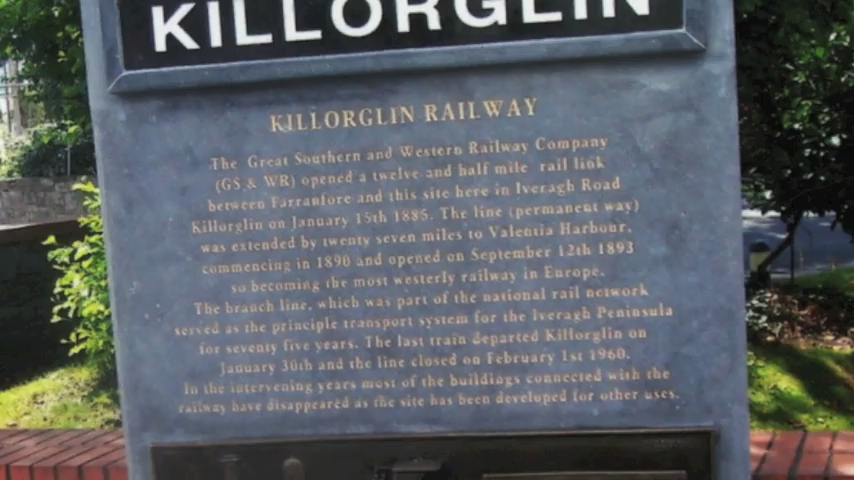 KILLORGLIN
KILLORGLIN RAILWAY
The Great Southern and Western Railway Company
(GS & WR) opened a twelve and half mile rail link
between Farranfore and this site here in Iveragh Road
Killorglin on January 15th 1885. The line (permanent way)
was extended by twenty seven miles to Valentia Harbour,
commencing in 1890 and opened on September 12th 1893
so becoming the most westerly railway in Europe.
The branch line, which was part of the national rail network
served as the principle transport system for the Iveragh Peninsula
for seventy five years. The last train departed Killorglin on
January 30th and the line closed on February 1st 1960.
In the intervening years most of the buildings connected with the
railway have disappeared as the site has been developed for other uses.